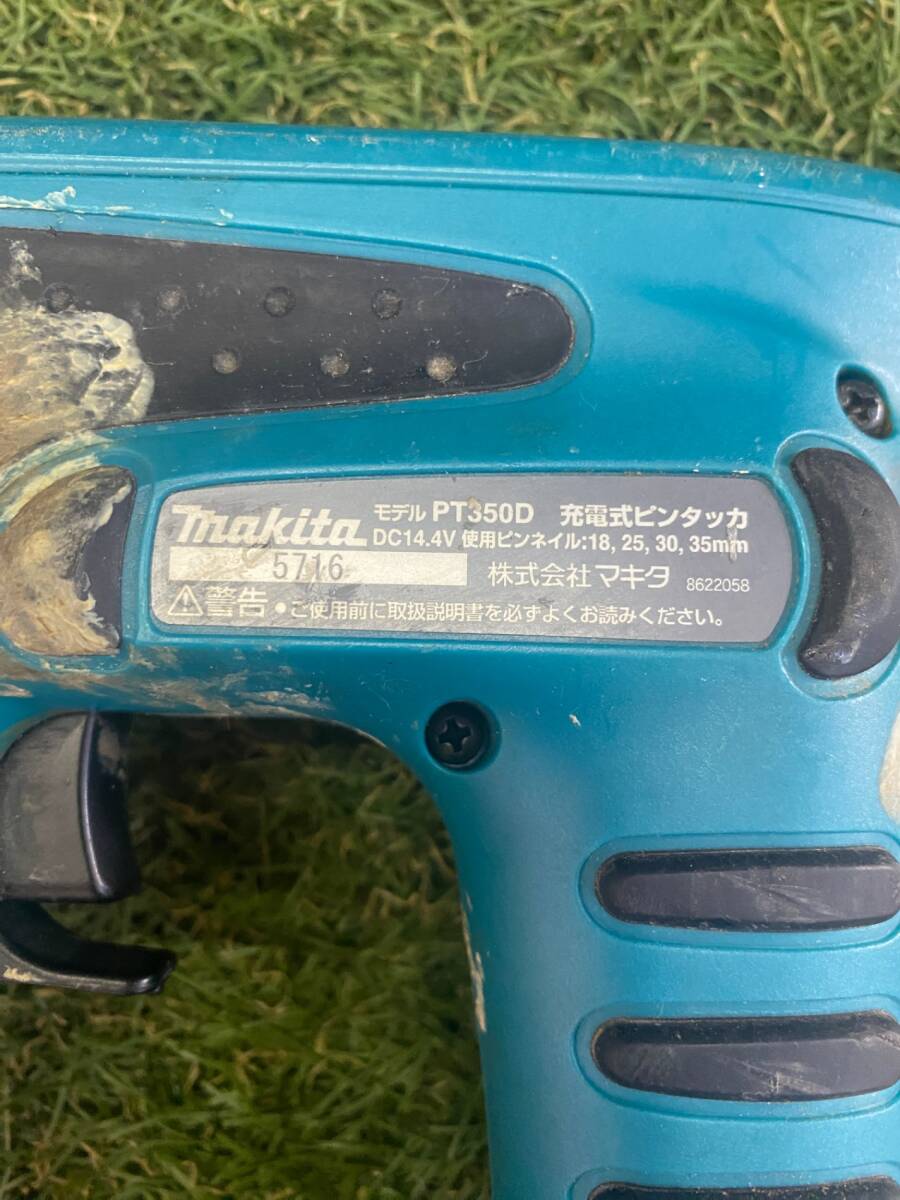 makita モデル PT350D 充電式ピンタッカ
DC14.4V 使用ピンネイル:18, 25, 30, 35mm
5716 株式会社 マキタ 8622058
⚠警告 ●ご使用前に取扱説明書を必ずよくお読みください。